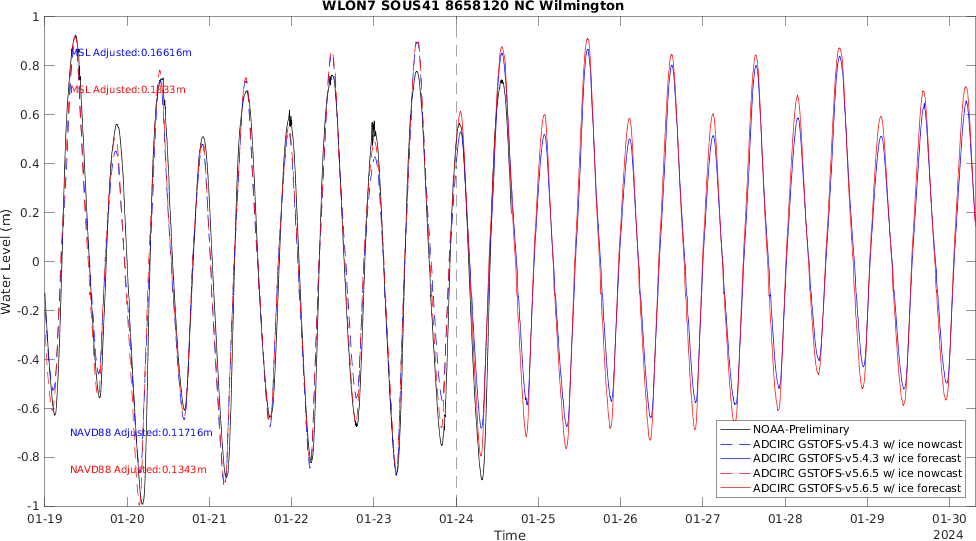 WLON7 SOUS41 8658120 NC Wilmington
Water Level (m)
1
0.8
0.6
0.4
0.2
0
-0.2
-0.4
-0.6
-0.8
-1
MSL Adjusted:0.16616m
MSL Adjusted:0.1833m
NAVD88 Adjusted:0.11716m
NAVD88 Adjusted:0.1343m
NOAA-Preliminary
ADCIRC GSTOFS-v5.4.3 w/ ice nowcast
ADCIRC GSTOFS-v5.4.3 w/ ice forecast
ADCIRC GSTOFS-v5.6.5 w/ ice nowcast
ADCIRC GSTOFS-v5.6.5 w/ ice forecast
01-19 01-20 01-21 01-22 01-23 01-24 01-25 01-26 01-27 01-28 01-29 01-30
Time
2024